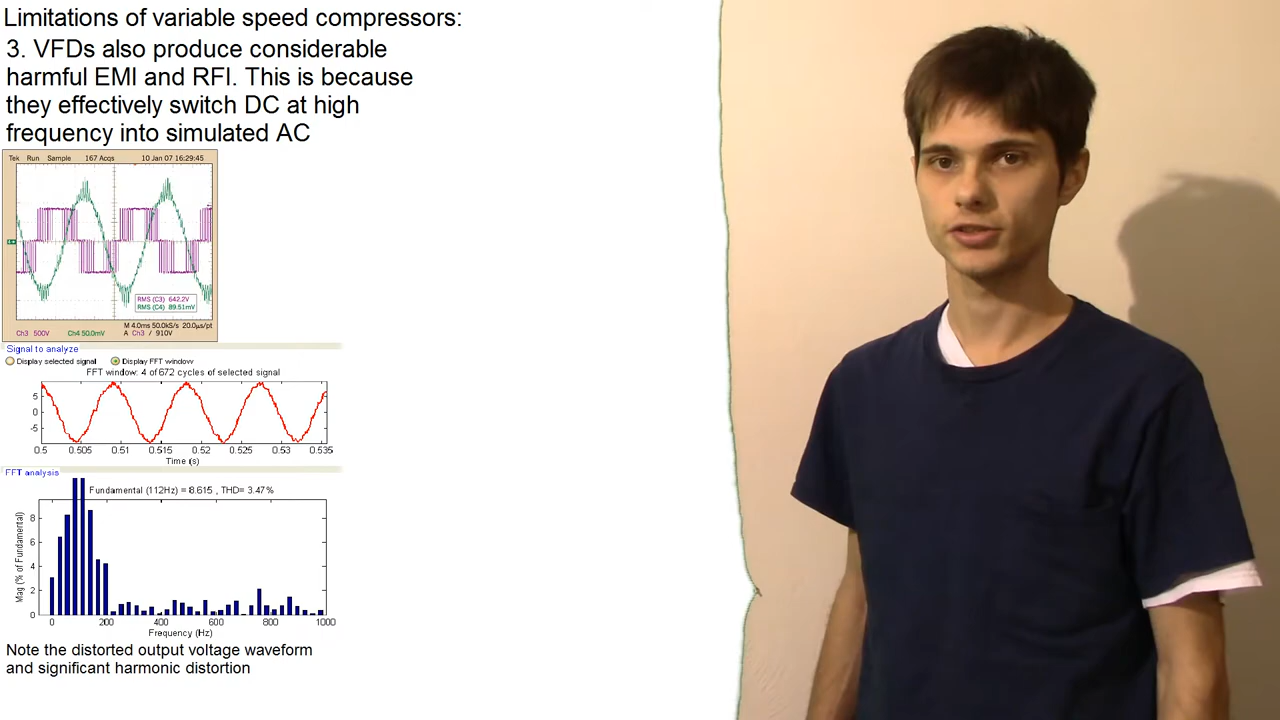 Limitations of variable speed compressors:
3. VFDs also produce considerable
harmful EMI and RFI. This is because
they effectively switch DC at high
frequency into simulated AC
Tek Run Sample 167 Acqs 10 Jan 07 16:29:45
RMS (C3) 642.2V
RMS (C4) 89.51mV
M 4.0ms 50.0kS/s 20.0µs/pt
Ch3 500V Ch4 50.0mV A Ch3 / 910V
Signal to analyze
Display selected signal Display FFT window
FFT window: 4 of 672 cycles of selected signal
5
0
-5
0.5 0.505 0.51 0.515 0.52 0.525 0.53 0.535
Time (s)
FFT analysis
Fundamental (112Hz) = 8.615 , THD= 3.47%
Mag (% of Fundamental)
8
6
4
2
0
0 200 400 600 800 1000
Frequency (Hz)
Note the distorted output voltage waveform
and significant harmonic distortion